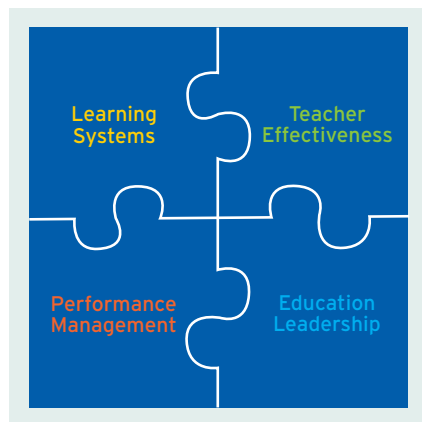 Learning
Systems
Teacher
Effectiveness
Performance
Management
Education
Leadership